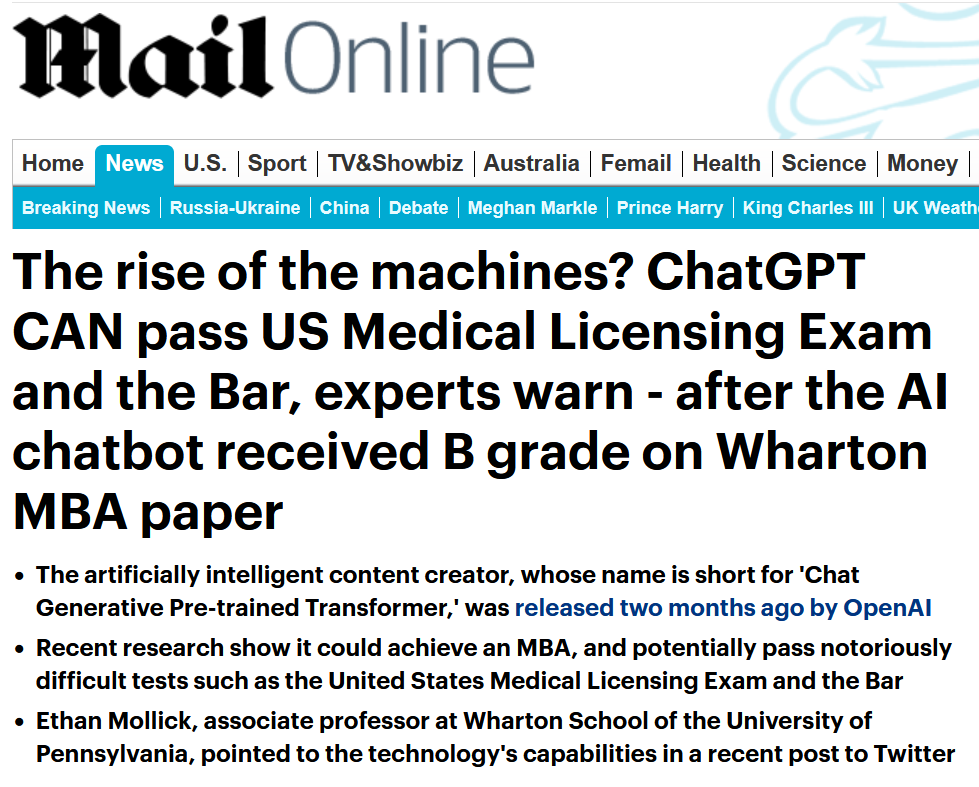 Mail Online
Home News U.S. Sport TV&Showbiz Australia Femail Health Science Money
Breaking News Russia-Ukraine China Debate Meghan Markle Prince Harry King Charles III UK Weath
The rise of the machines? ChatGPT
CAN pass US Medical Licensing Exam
and the Bar, experts warn - after the AI
chatbot received B grade on Wharton
MBA paper
• The artificially intelligent content creator, whose name is short for 'Chat
Generative Pre-trained Transformer,' was released two months ago by OpenAI
• Recent research show it could achieve an MBA, and potentially pass notoriously
difficult tests such as the United States Medical Licensing Exam and the Bar
• Ethan Mollick, associate professor at Wharton School of the University of
Pennsylvania, pointed to the technology's capabilities in a recent post to Twitter